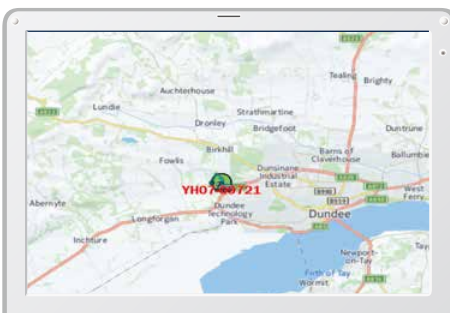 Tealing
Brighty
Auchterhouse
Lundie
Strathmartine
Dronley
Bridgefoot
Duntrune
Birkhill
Barns of
Claverhouse
Ballumbie
Fowlis
Dunsinane
Industrial
Estate
West
Ferry
Abernyte
Longforgan
Dundee
Technology
Park
Dundee
Inchture
Newport-
on-Tay
Tay
Firth of Tay
Wormit